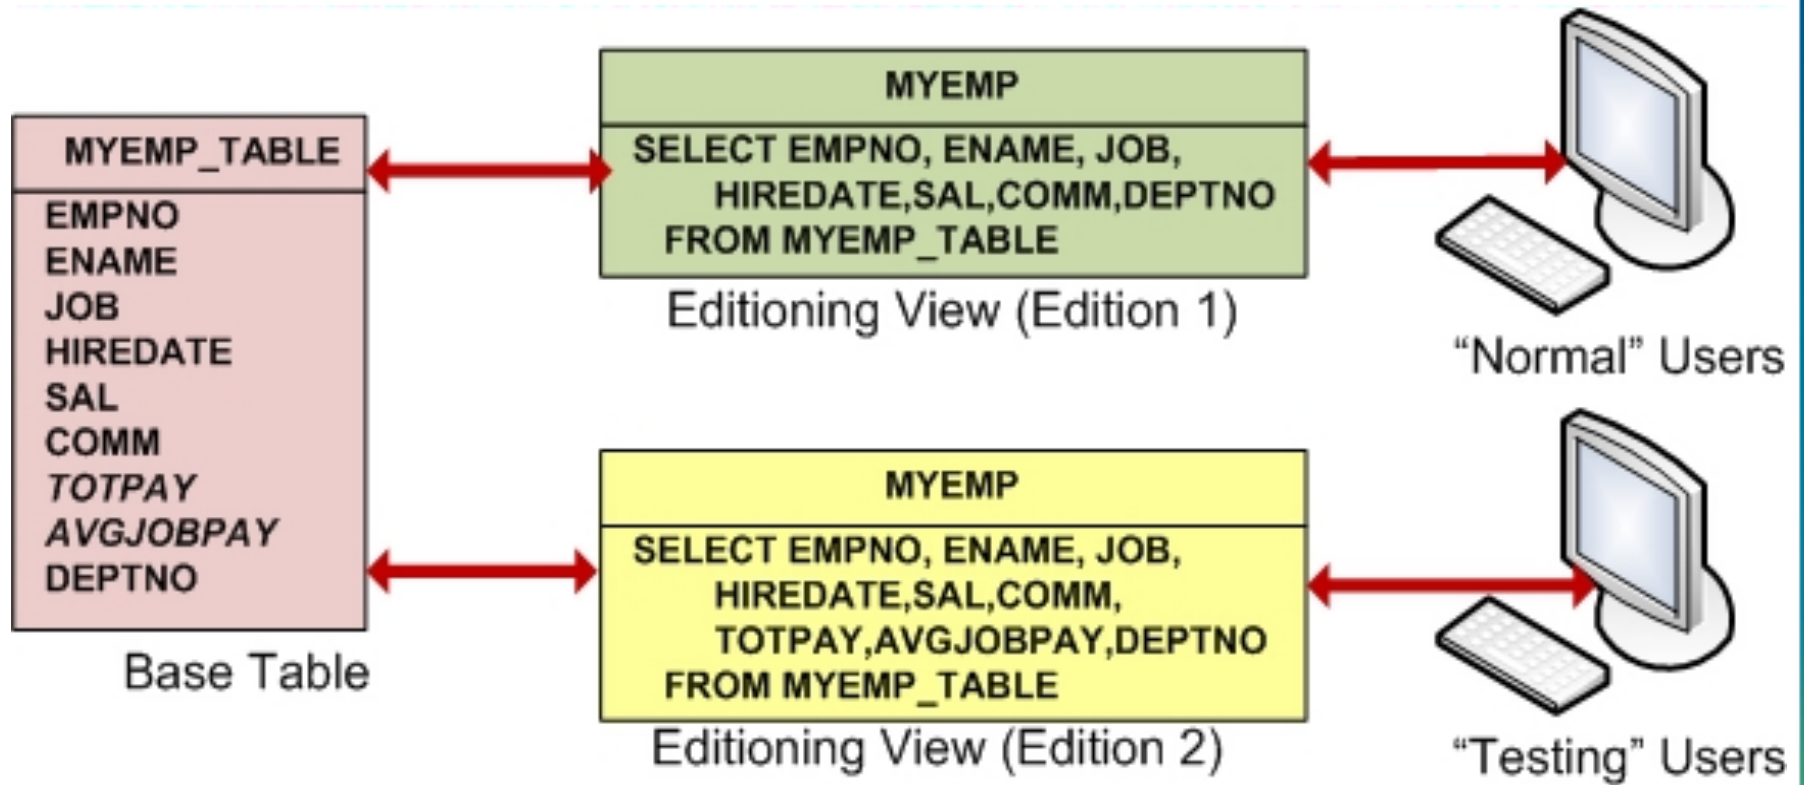 MYEMP_TABLE
EMPNO
ENAME
JOB
HIREDATE
SAL
COMM
TOTPAY
AVGJOBPAY
DEPTNO
Base Table
MYEMP
SELECT EMPNO, ENAME, JOB,
HIREDATE,SAL,COMM,DEPTNO
FROM MYEMP_TABLE
Editioning View (Edition 1)
“Normal” Users
MYEMP
SELECT EMPNO, ENAME, JOB,
HIREDATE,SAL,COMM,
TOTPAY,AVGJOBPAY,DEPTNO
FROM MYEMP_TABLE
Editioning View (Edition 2)
“Testing” Users